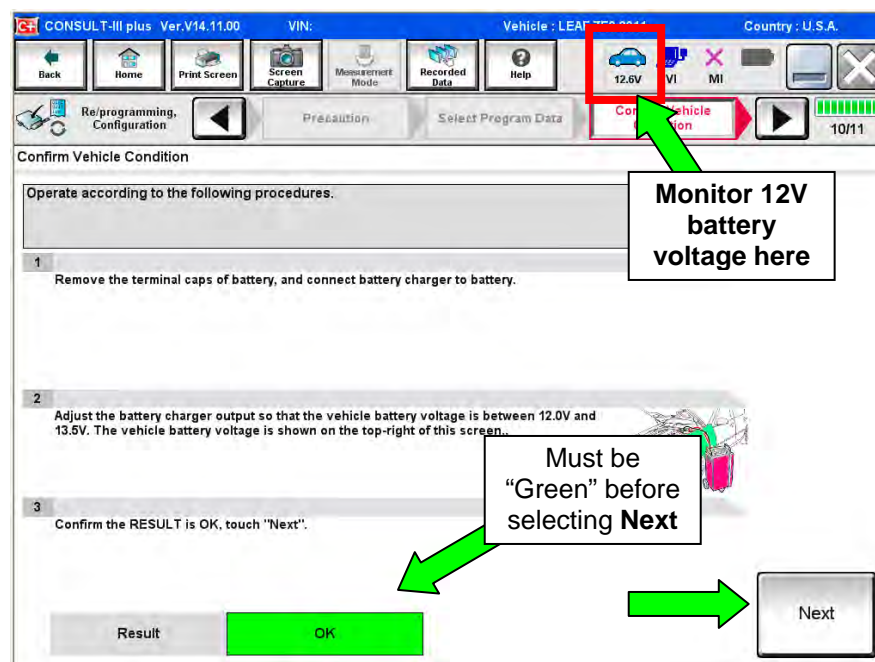 CONSULT-III plus Ver.V14.11.00 VIN: Vehicle : LEAF Country : U.S.A.
Back
Home
Print Screen
Screen Capture
Measurement Mode
Recorded Data
Help
12.6V
VI
MI
Re/programming, Configuration
Precaution
Select Program Data
10/11
Confirm Vehicle Condition
Operate according to the following procedures.
Monitor 12V
battery
voltage here
1
Remove the terminal caps of battery, and connect battery charger to battery.
2
Adjust the battery charger output so that the vehicle battery voltage is between 12.0V and
13.5V. The vehicle battery voltage is shown on the top-right of this screen..
Must be
“Green” before
selecting Next
3
Confirm the RESULT is OK, touch "Next".
Next
Result
OK